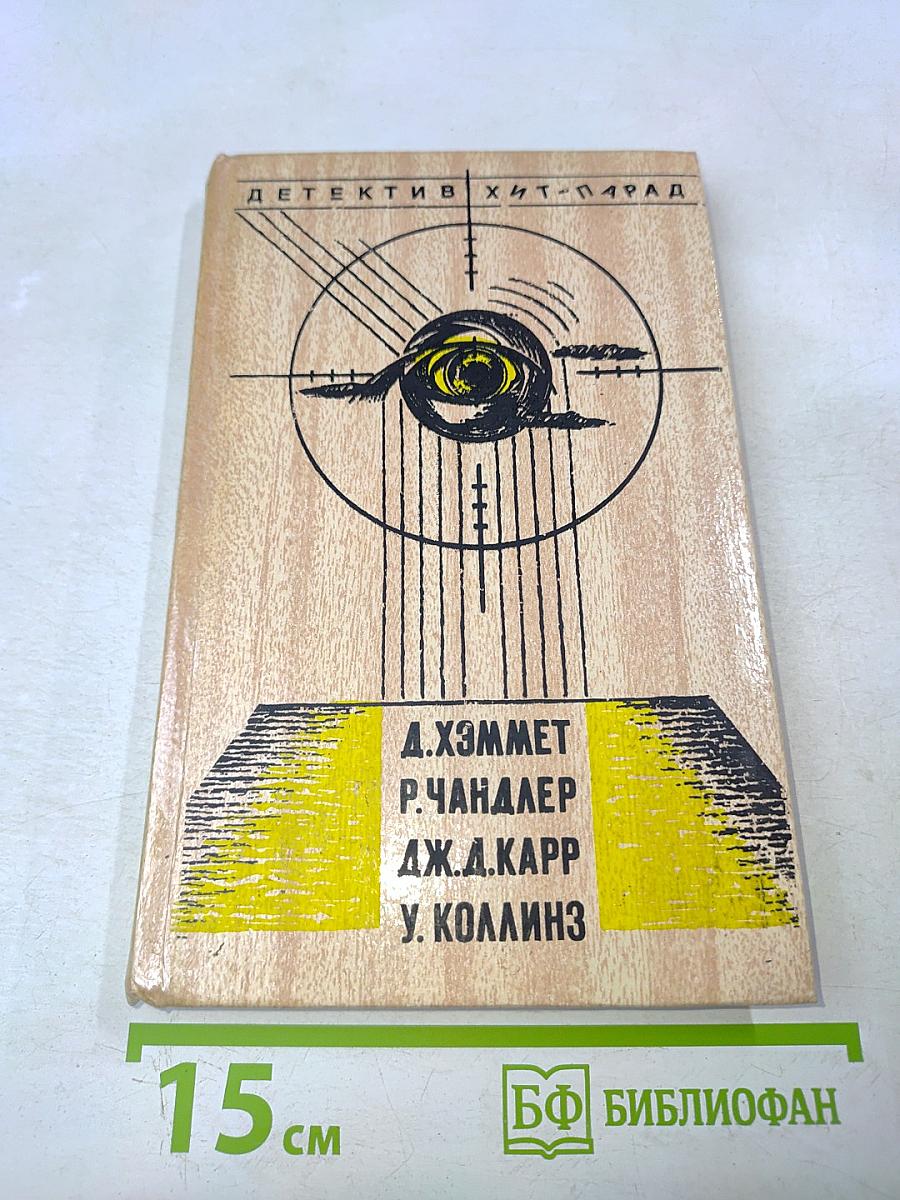 ДЕТЕКТИВ ХИТ-ПАРАД
Д.ХЭММЕТ
Р.ЧАНДЛЕР
ДЖ.Д.КАРР
У.КОЛЛИНЗ
15 см
БФ БИБЛИОФАН